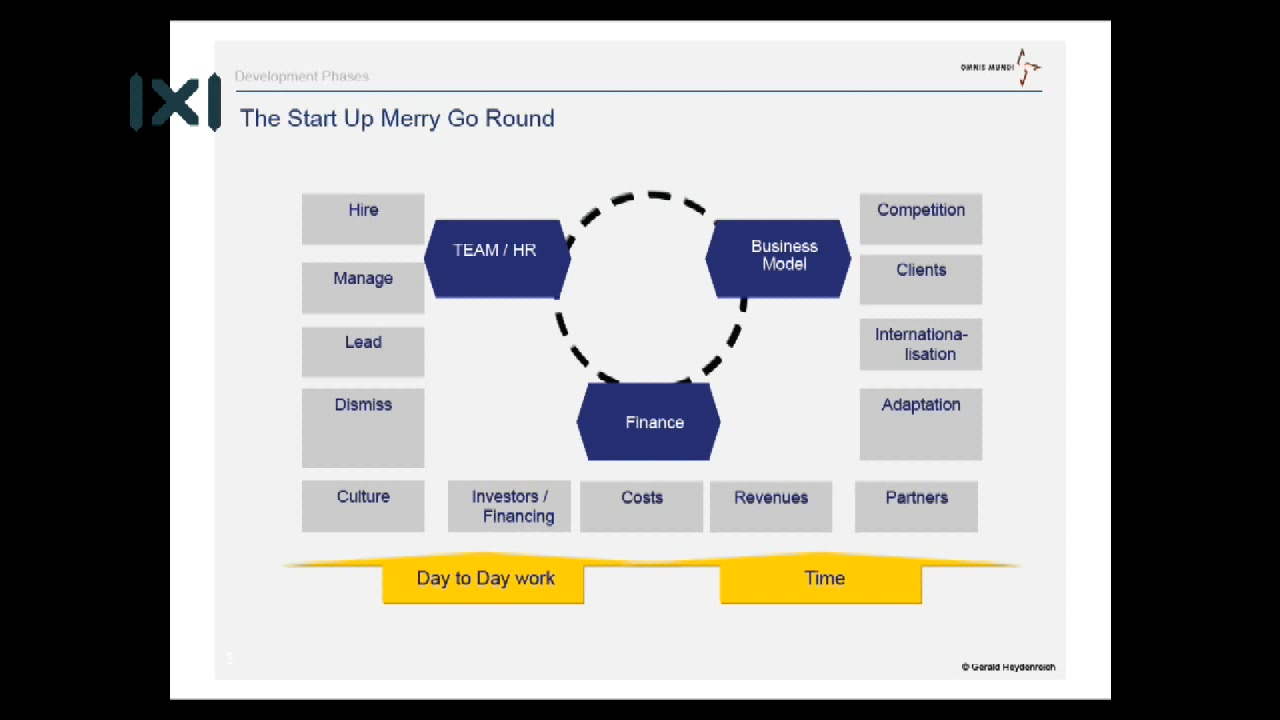 Development Phases
OMNIS MUNDI
The Start Up Merry Go Round
Hire
Manage
Lead
Dismiss
Culture
TEAM / HR
Business
Model
Finance
Competition
Clients
Internationa-
lisation
Adaptation
Investors /
Financing
Costs
Revenues
Partners
Day to Day work
Time
3
© Gerald Heydenreich